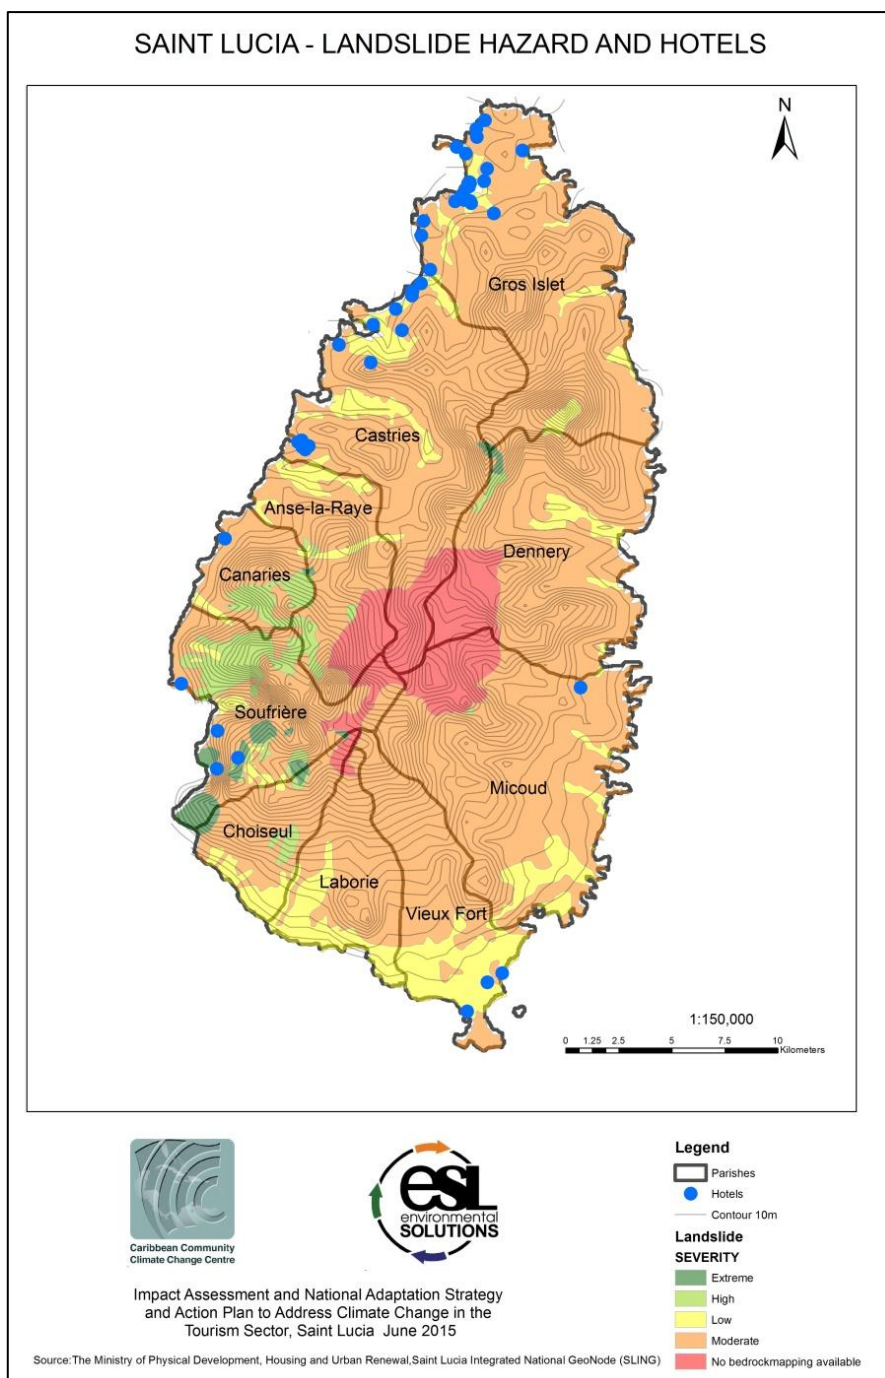 SAINT LUCIA - LANDSLIDE HAZARD AND HOTELS
N
Gros Islet
Castries
Anse-la-Raye
Dennery
Canaries
Soufrière
Micoud
Choiseul
Laborie
Vieux Fort
1:150,000
0 1.25 2.5 5 7.5 10
Kilometers
Legend
Parishes
Hotels
Contour 10m
Landslide
SEVERITY
Extreme
High
Low
Moderate
No bedrockmapping available
Caribbean Community
Climate Change Centre
esl
environmental
SOLUTIONS
Impact Assessment and National Adaptation Strategy
and Action Plan to Address Climate Change in the
Tourism Sector, Saint Lucia June 2015
Source:The Ministry of Physical Development, Housing and Urban Renewal,Saint Lucia Integrated National GeoNode (SLING)